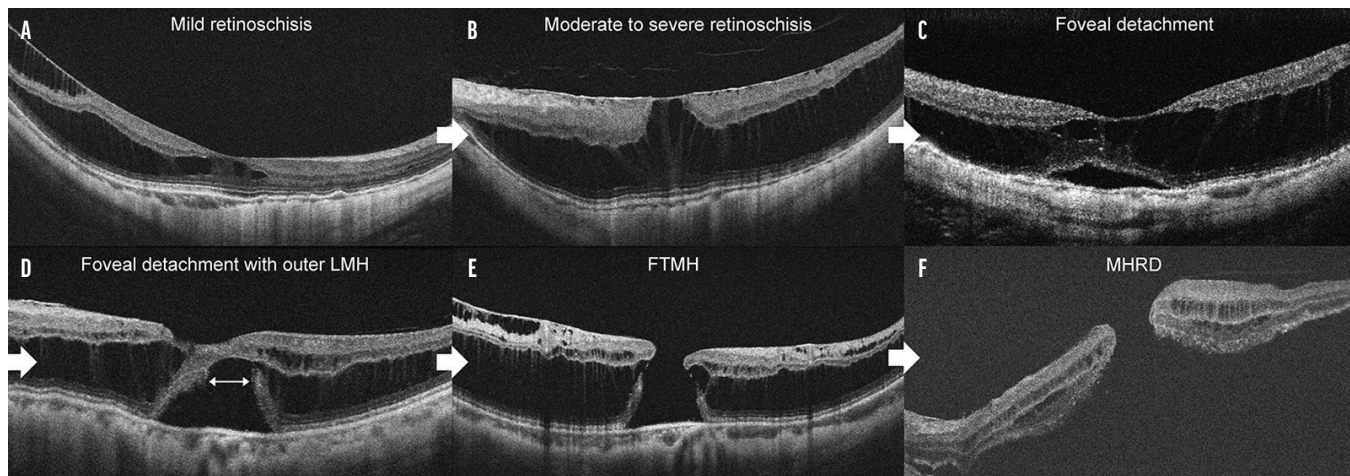 A
Mild retinoschisis
B
Moderate to severe retinoschisis
C
Foveal detachment
D
Foveal detachment with outer LMH
E
FTMH
F
MHRD